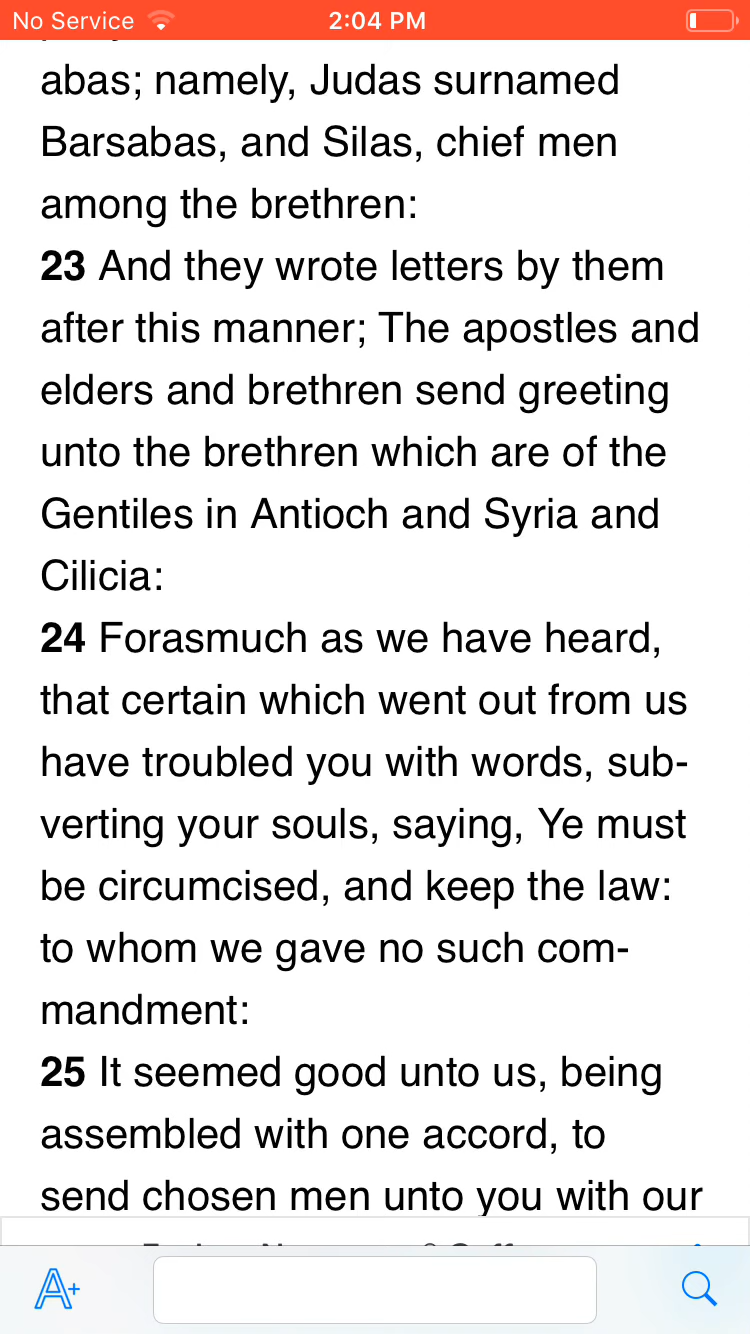 No Service 2:04 PM
abas; namely, Judas surnamed
Barsabas, and Silas, chief men
among the brethren:
23 And they wrote letters by them
after this manner; The apostles and
elders and brethren send greeting
unto the brethren which are of the
Gentiles in Antioch and Syria and
Cilicia:
24 Forasmuch as we have heard,
that certain which went out from us
have troubled you with words, sub-
verting your souls, saying, Ye must
be circumcised, and keep the law:
to whom we gave no such com-
mandment:
25 It seemed good unto us, being
assembled with one accord, to
send chosen men unto you with our
A+